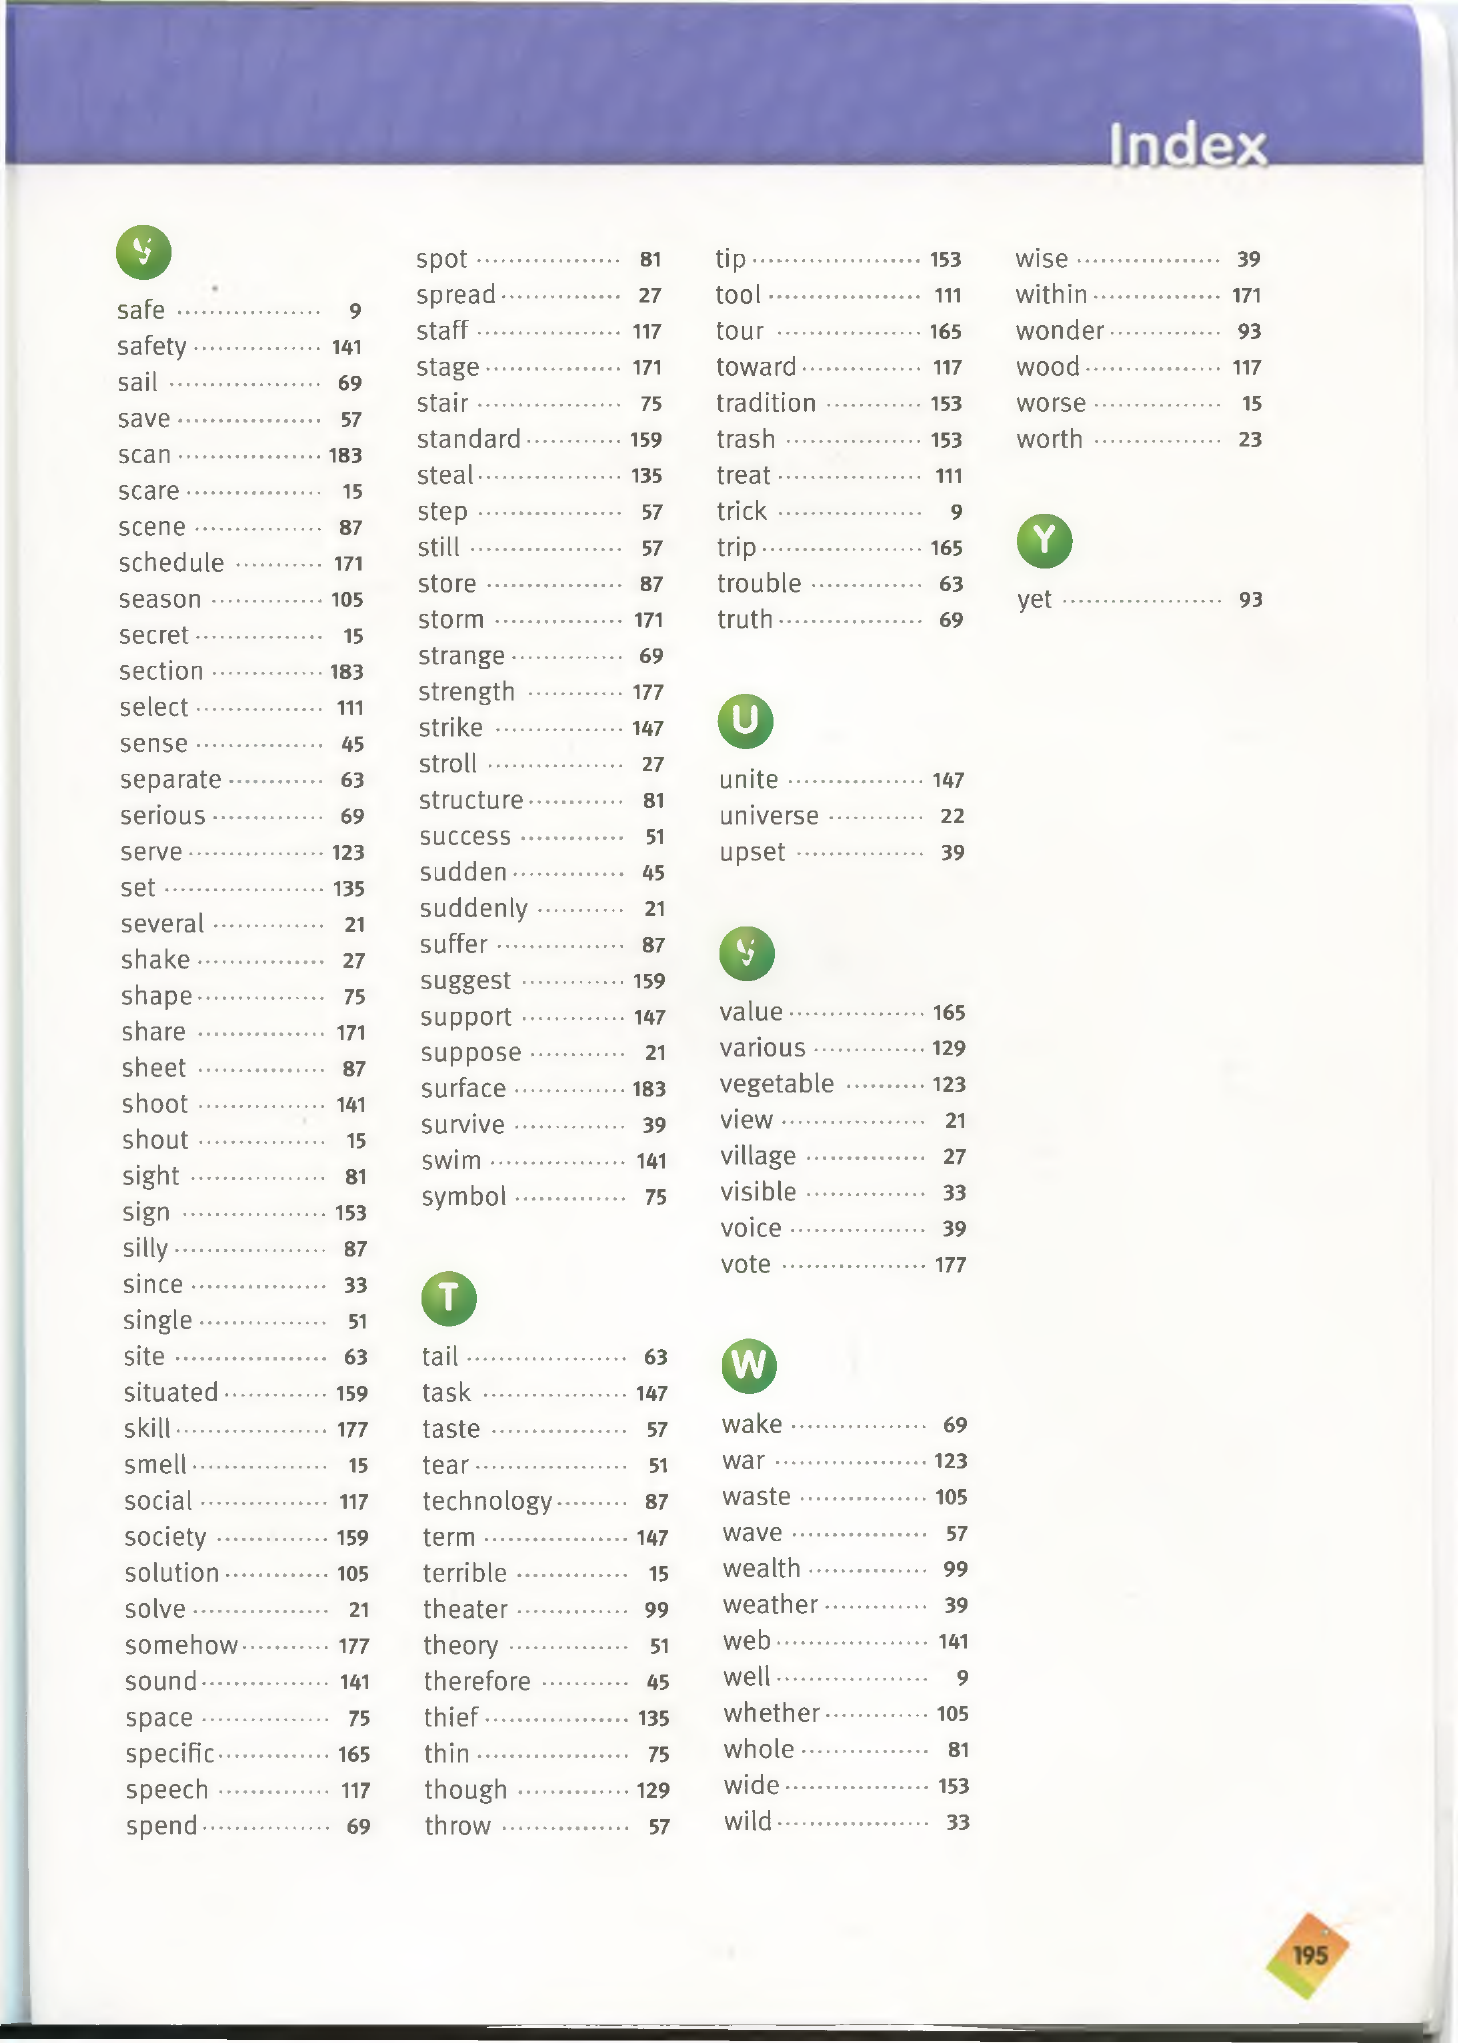 Index
safe 9
safety 141
sail 69
save 57
scan 183
scare 15
scene 87
schedule 171
season 105
secret 15
section 183
select 111
sense 45
separate 63
serious 69
serve 123
set 135
several 21
shake 27
shape 75
share 171
sheet 87
shoot 141
shout 15
sight 81
sign 153
silly 87
since 33
single 51
site 63
situated 159
skill 177
smell 15
social 117
society 159
solution 105
solve 21
somehow 177
sound 141
space 75
specific 165
speech 117
spend 69
spot 81
spread 27
staff 117
stage 171
stair 75
standard 159
steal 135
step 57
still 57
store 87
storm 171
strange 69
strength 177
strike 147
stroll 27
structure 81
success 51
sudden 45
suddenly 21
suffer 87
suggest 159
support 147
suppose 21
surface 183
survive 39
swim 141
symbol 75
T
tail 63
task 147
taste 57
tear 51
technology 87
term 147
terrible 15
theater 99
theory 51
therefore 45
thief 135
thin 75
though 129
throw 57
tip 153
tool 111
tour 165
toward 117
tradition 153
trash 153
treat 111
trick 9
trip 165
trouble 63
truth 69
U
unite 147
universe 22
upset 39
value 165
various 129
vegetable 123
view 21
village 27
visible 33
voice 39
vote 177
W
wake 69
war 123
waste 105
wave 57
wealth 99
weather 39
web 141
well 9
whether 105
whole 81
wide 153
wild 33
wise 39
within 171
wonder 93
wood 117
worse 15
worth 23
Y
yet 93
195